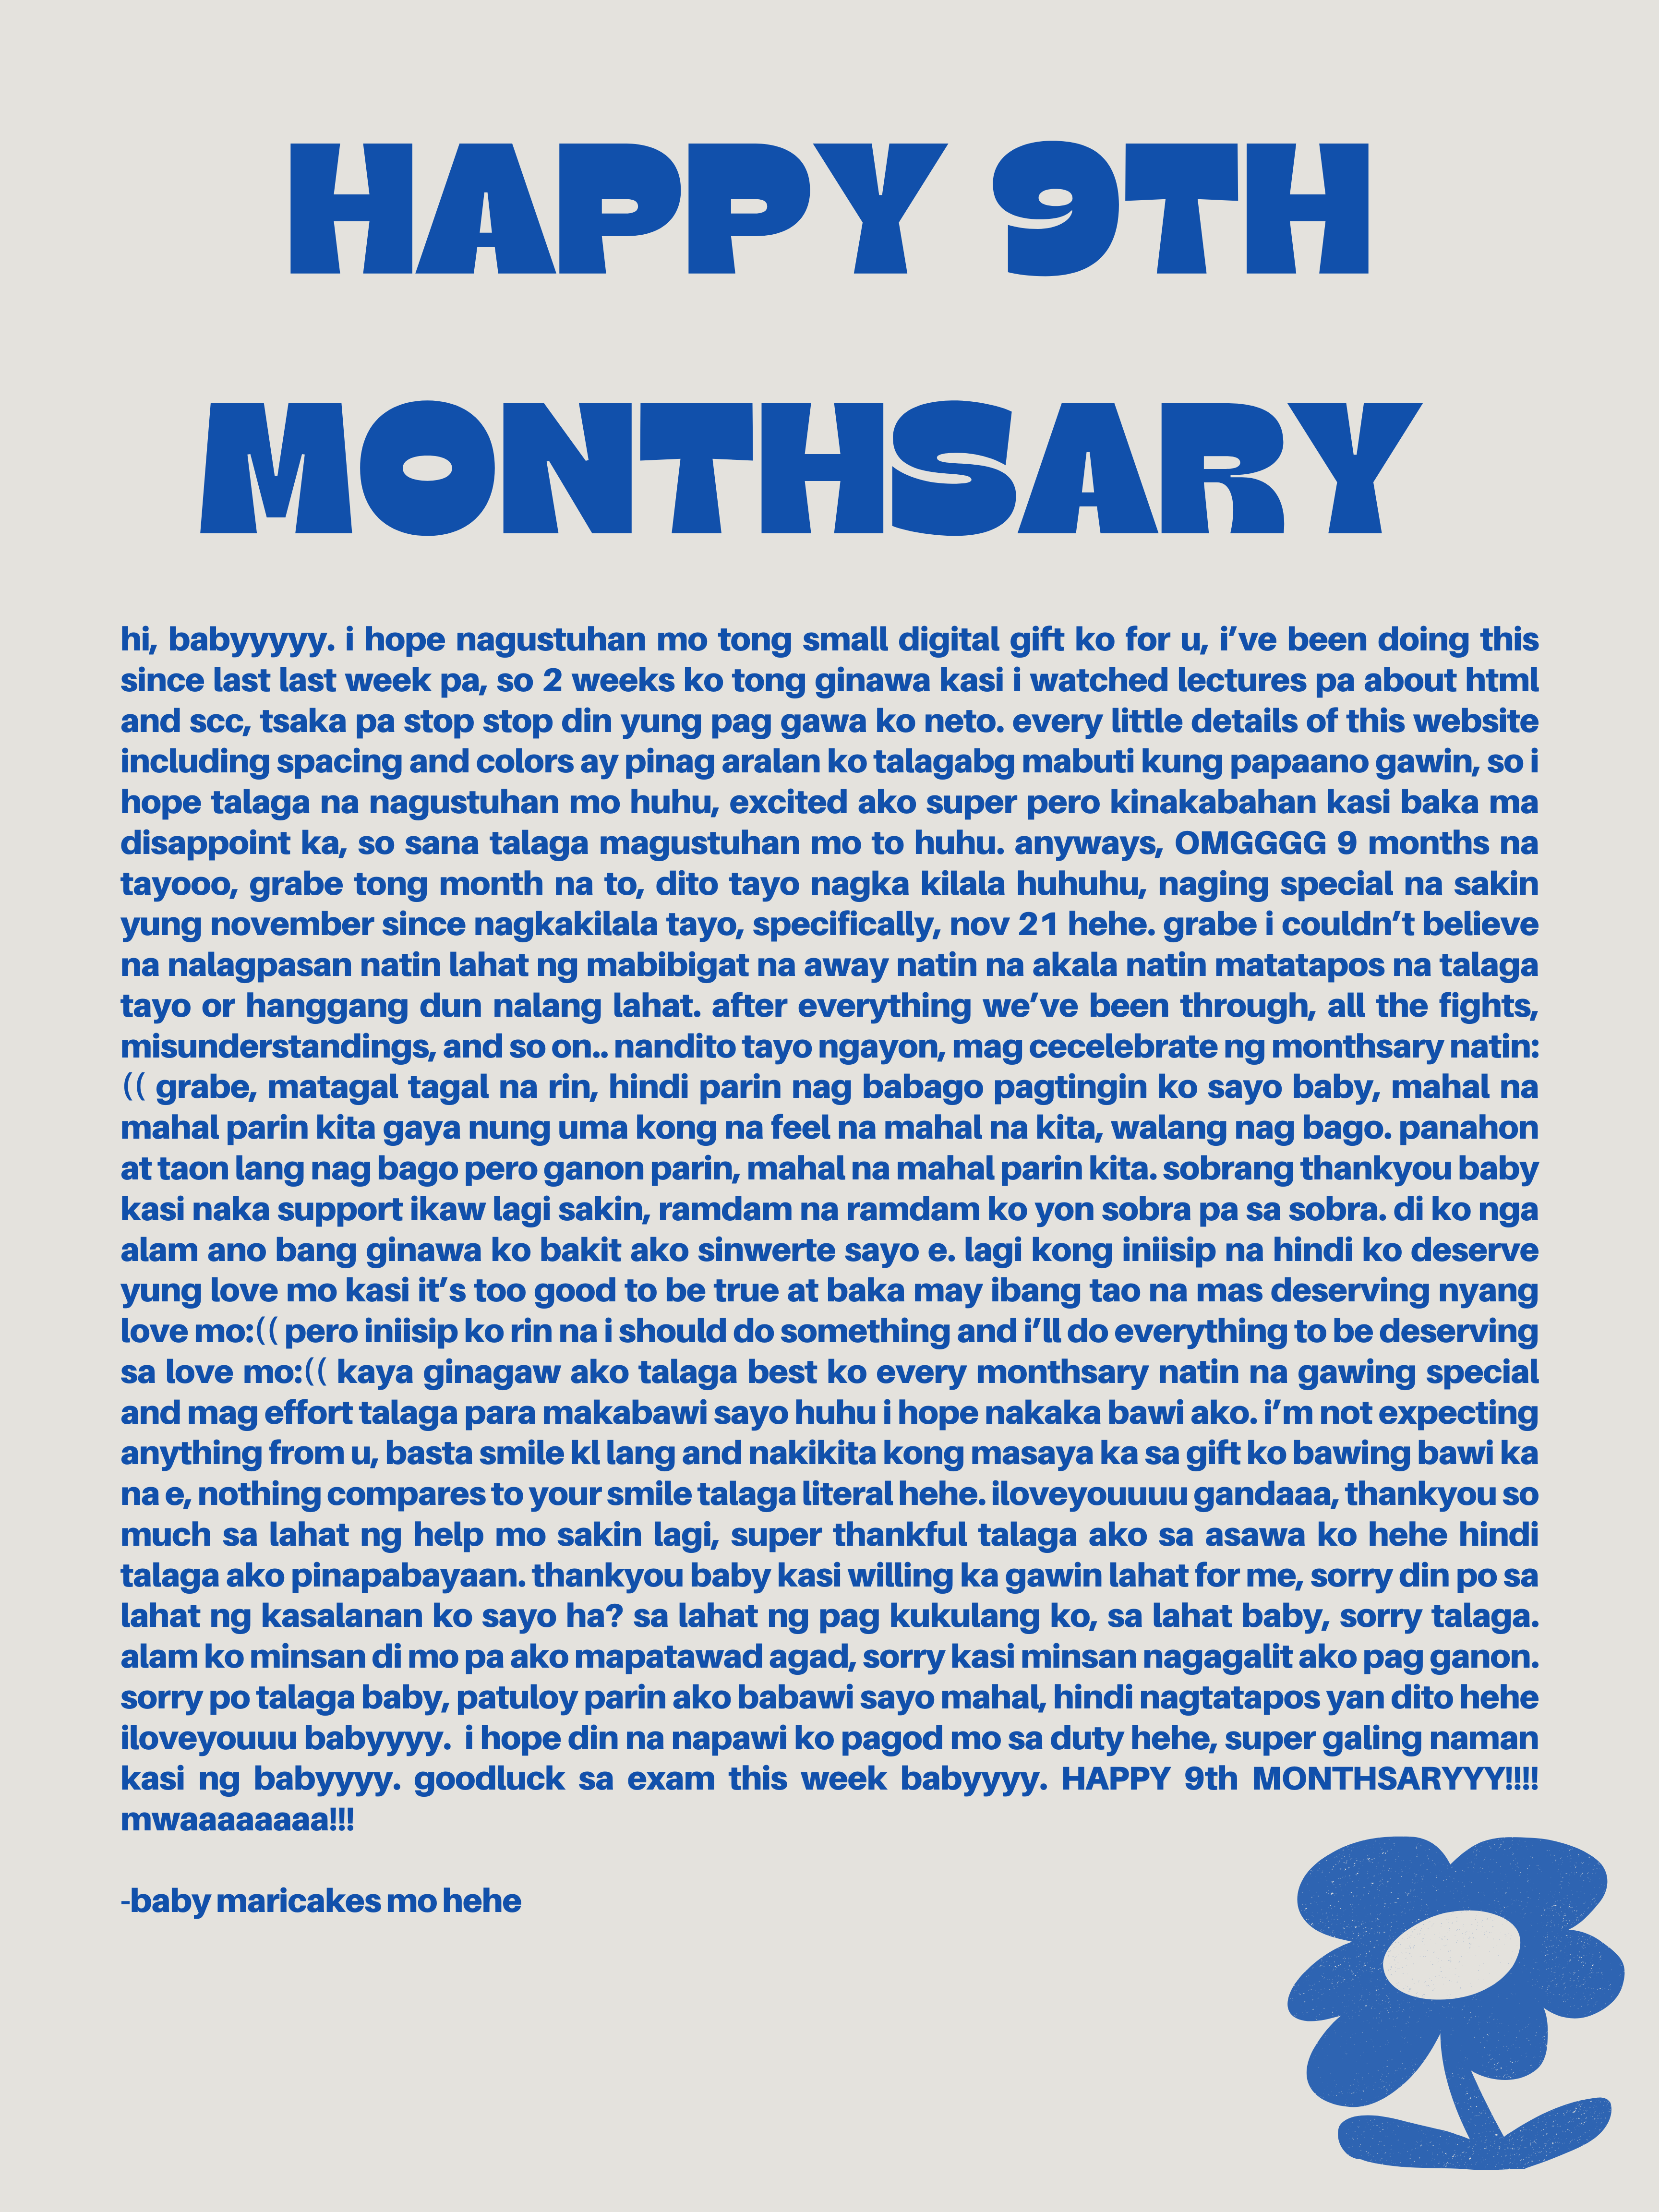 HAPPY 9TH
MONTHSARY
hi, babyyyyy. i hope nagustuhan mo tong small digital gift ko for u, i’ve been doing this
since last last week pa, so 2 weeks ko tong ginawa kasi i watched lectures pa about html
and scc, tsaka pa stop stop din yung pag gawa ko neto. every little details of this website
including spacing and colors ay pinag aralan ko talagabg mabuti kung papaano gawin, so i
hope talaga na nagustuhan mo huhu, excited ako super pero kinakabahan kasi baka ma
disappoint ka, so sana talaga magustuhan mo to huhu. anyways, OMGGGG 9 months na
tayooo, grabe tong month na to, dito tayo nagka kilala huhuhu, naging special na sakin
yung november since nagkakilala tayo, specifically, nov 21 hehe. grabe i couldn’t believe
na nalagpasan natin lahat ng mabibigat na away natin na akala natin matatapos na talaga
tayo or hanggang dun nalang lahat. after everything we’ve been through, all the fights,
misunderstandings, and so on.. nandito tayo ngayon, mag cecelebrate ng monthsary natin:
(( grabe, matagal tagal na rin, hindi parin nag babago pagtingin ko sayo baby, mahal na
mahal parin kita gaya nung uma kong na feel na mahal na kita, walang nag bago. panahon
at taon lang nag bago pero ganon parin, mahal na mahal parin kita. sobrang thankyou baby
kasi naka support ikaw lagi sakin, ramdam na ramdam ko yon sobra pa sa sobra. di ko nga
alam ano bang ginawa ko bakit ako sinwerte sayo e. lagi kong iniisip na hindi ko deserve
yung love mo kasi it’s too good to be true at baka may ibang tao na mas deserving nyang
love mo:(( pero iniisip ko rin na i should do something and i’ll do everything to be deserving
sa love mo:(( kaya ginagaw ako talaga best ko every monthsary natin na gawing special
and mag effort talaga para makabawi sayo huhu i hope nakaka bawi ako. i’m not expecting
anything from u, basta smile kl lang and nakikita kong masaya ka sa gift ko bawing bawi ka
na e, nothing compares to your smile talaga literal hehe. iloveyouuuu gandaaa, thankyou so
much sa lahat ng help mo sakin lagi, super thankful talaga ako sa asawa ko hehe hindi
talaga ako pinapabayaan. thankyou baby kasi willing ka gawin lahat for me, sorry din po sa
lahat ng kasalanan ko sayo ha? sa lahat ng pag kukulang ko, sa lahat baby, sorry talaga.
alam ko minsan di mo pa ako mapatawad agad, sorry kasi minsan nagagalit ako pag ganon.
sorry po talaga baby, patuloy parin ako babawi sayo mahal, hindi nagtatapos yan dito hehe
iloveyouuu babyyyy. i hope din na napawi ko pagod mo sa duty hehe, super galing naman
kasi ng babyyyy. goodluck sa exam this week babyyyy. HAPPY 9th MONTHSARYYY!!!!
mwaaaaaaaa!!!
-baby maricakes mo hehe